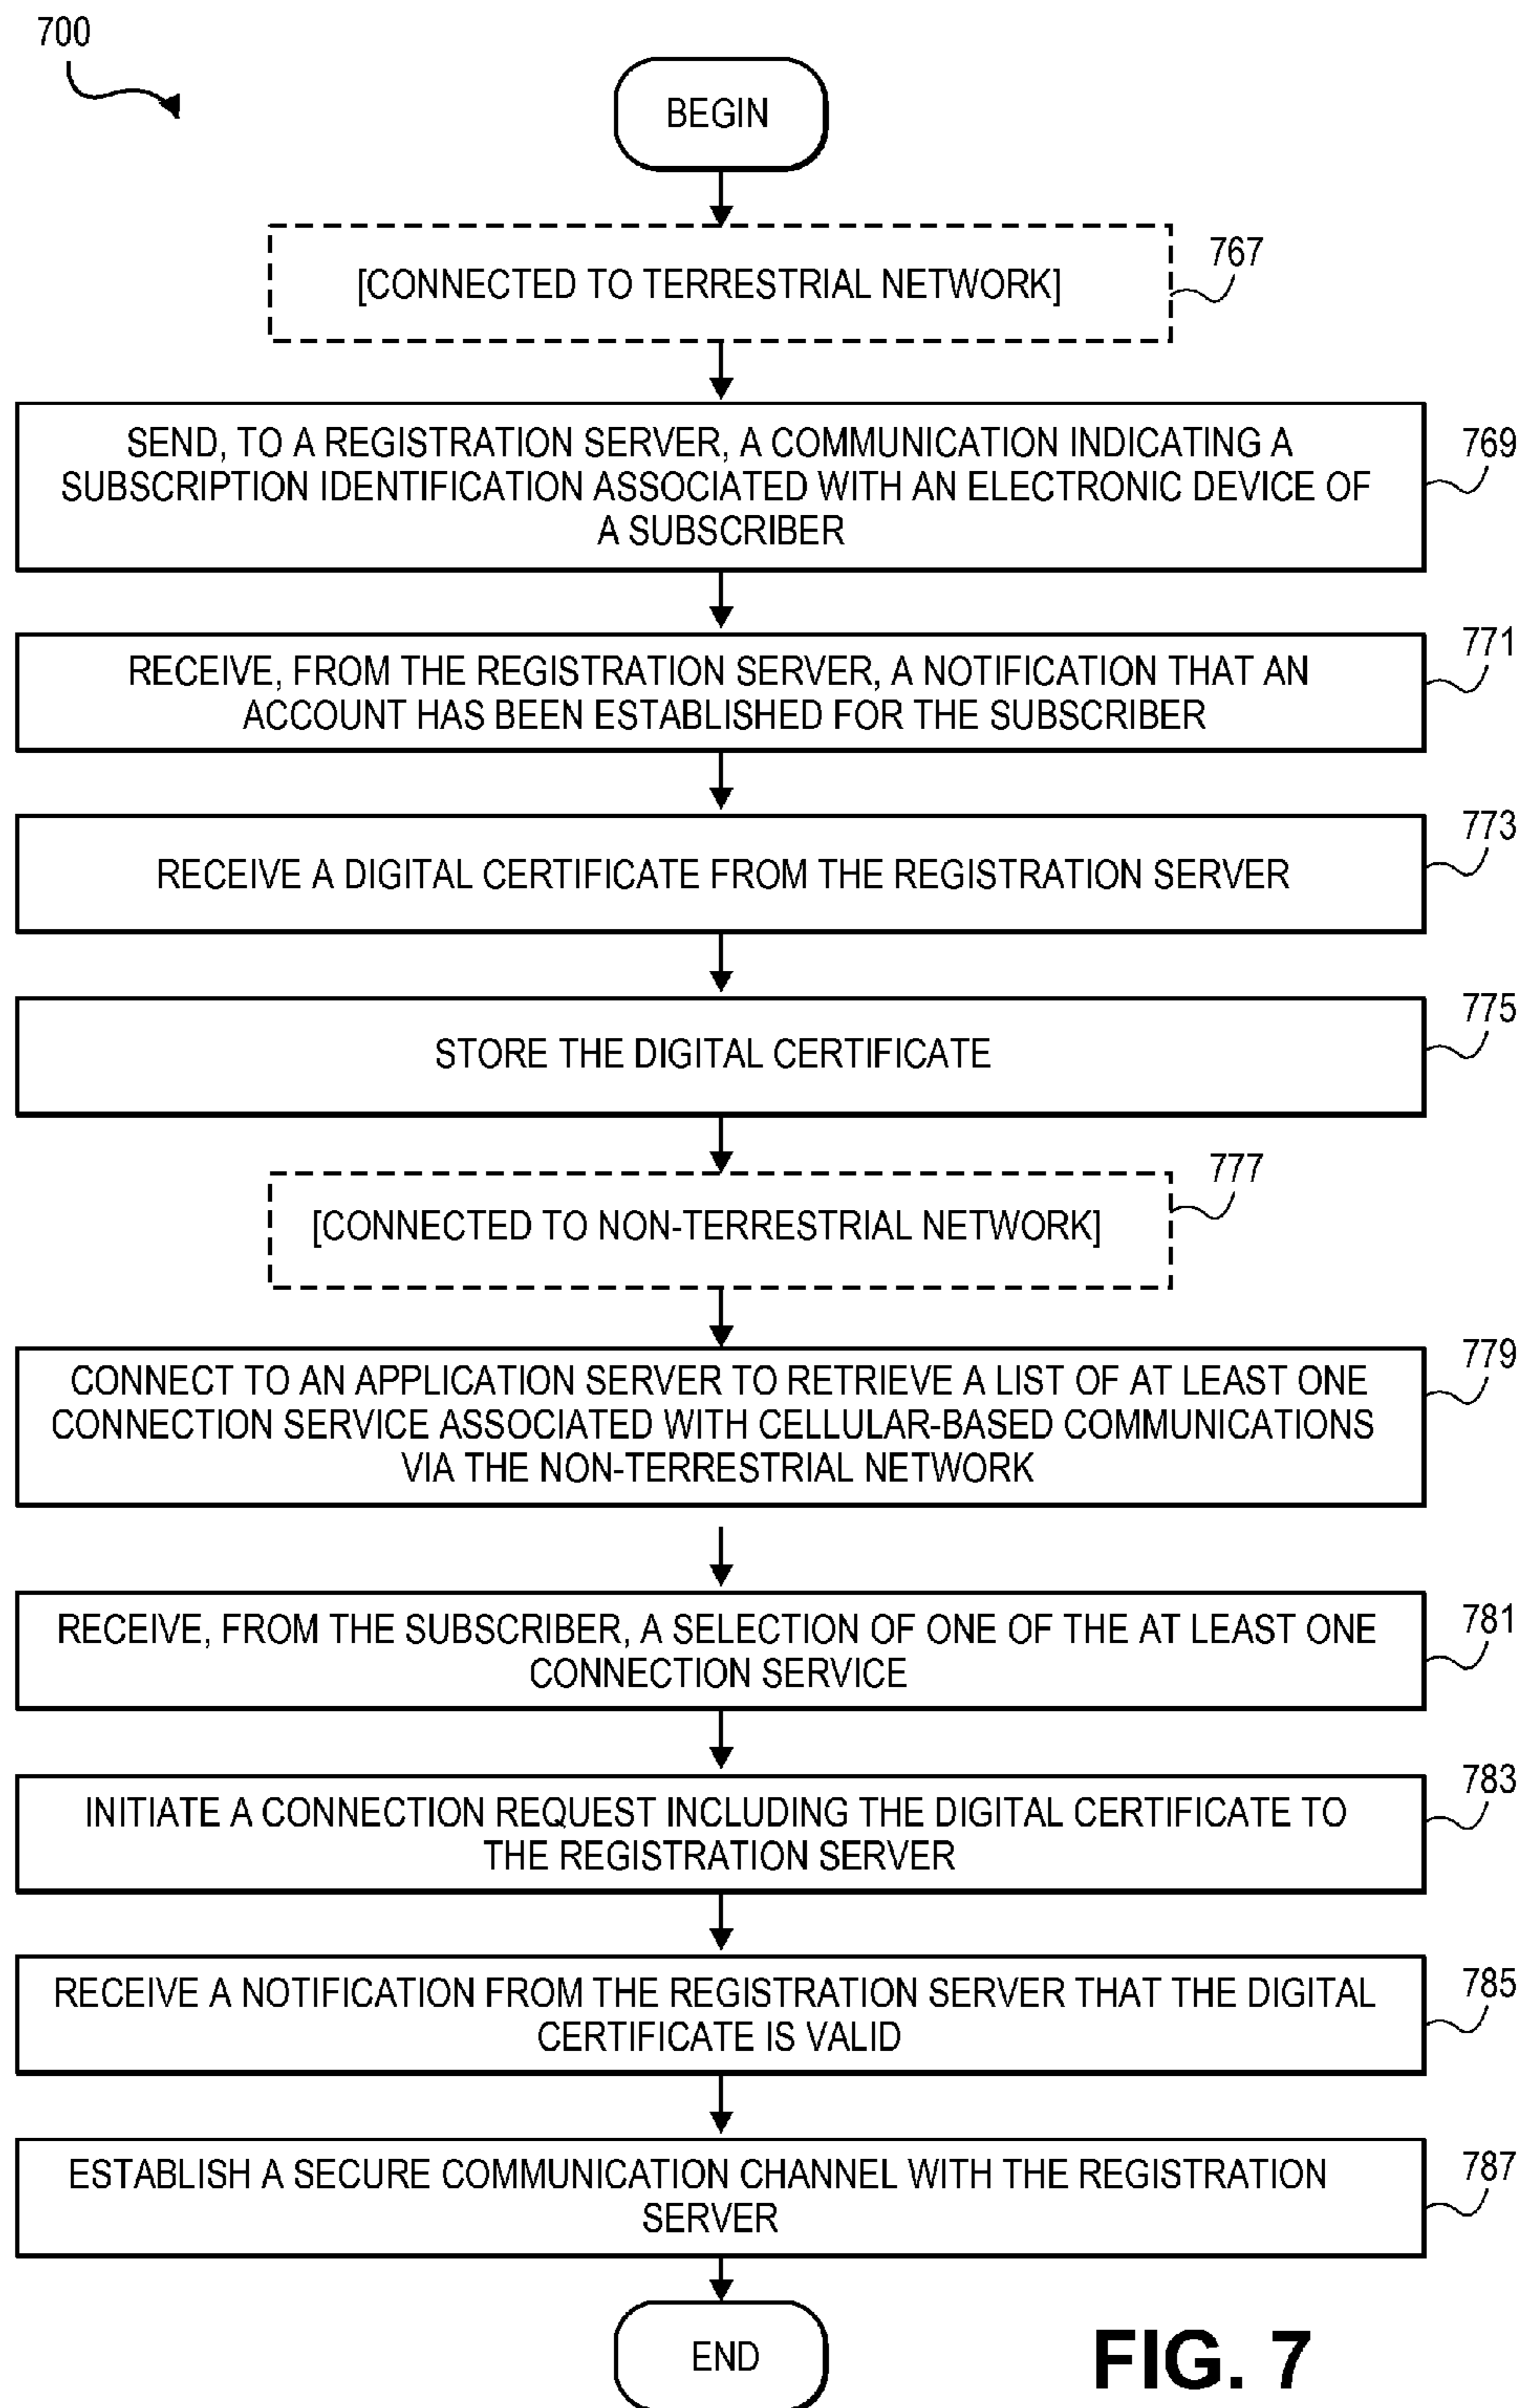 700
BEGIN
[CONNECTED TO TERRESTRIAL NETWORK]
767
SEND, TO A REGISTRATION SERVER, A COMMUNICATION INDICATING A
SUBSCRIPTION IDENTIFICATION ASSOCIATED WITH AN ELECTRONIC DEVICE OF
A SUBSCRIBER
769
RECEIVE, FROM THE REGISTRATION SERVER, A NOTIFICATION THAT AN
ACCOUNT HAS BEEN ESTABLISHED FOR THE SUBSCRIBER
771
RECEIVE A DIGITAL CERTIFICATE FROM THE REGISTRATION SERVER
773
STORE THE DIGITAL CERTIFICATE
775
[CONNECTED TO NON-TERRESTRIAL NETWORK]
777
CONNECT TO AN APPLICATION SERVER TO RETRIEVE A LIST OF AT LEAST ONE
CONNECTION SERVICE ASSOCIATED WITH CELLULAR-BASED COMMUNICATIONS
VIA THE NON-TERRESTRIAL NETWORK
779
RECEIVE, FROM THE SUBSCRIBER, A SELECTION OF ONE OF THE AT LEAST ONE
CONNECTION SERVICE
781
INITIATE A CONNECTION REQUEST INCLUDING THE DIGITAL CERTIFICATE TO
THE REGISTRATION SERVER
783
RECEIVE A NOTIFICATION FROM THE REGISTRATION SERVER THAT THE DIGITAL
CERTIFICATE IS VALID
785
ESTABLISH A SECURE COMMUNICATION CHANNEL WITH THE REGISTRATION
SERVER
787
END
FIG. 7